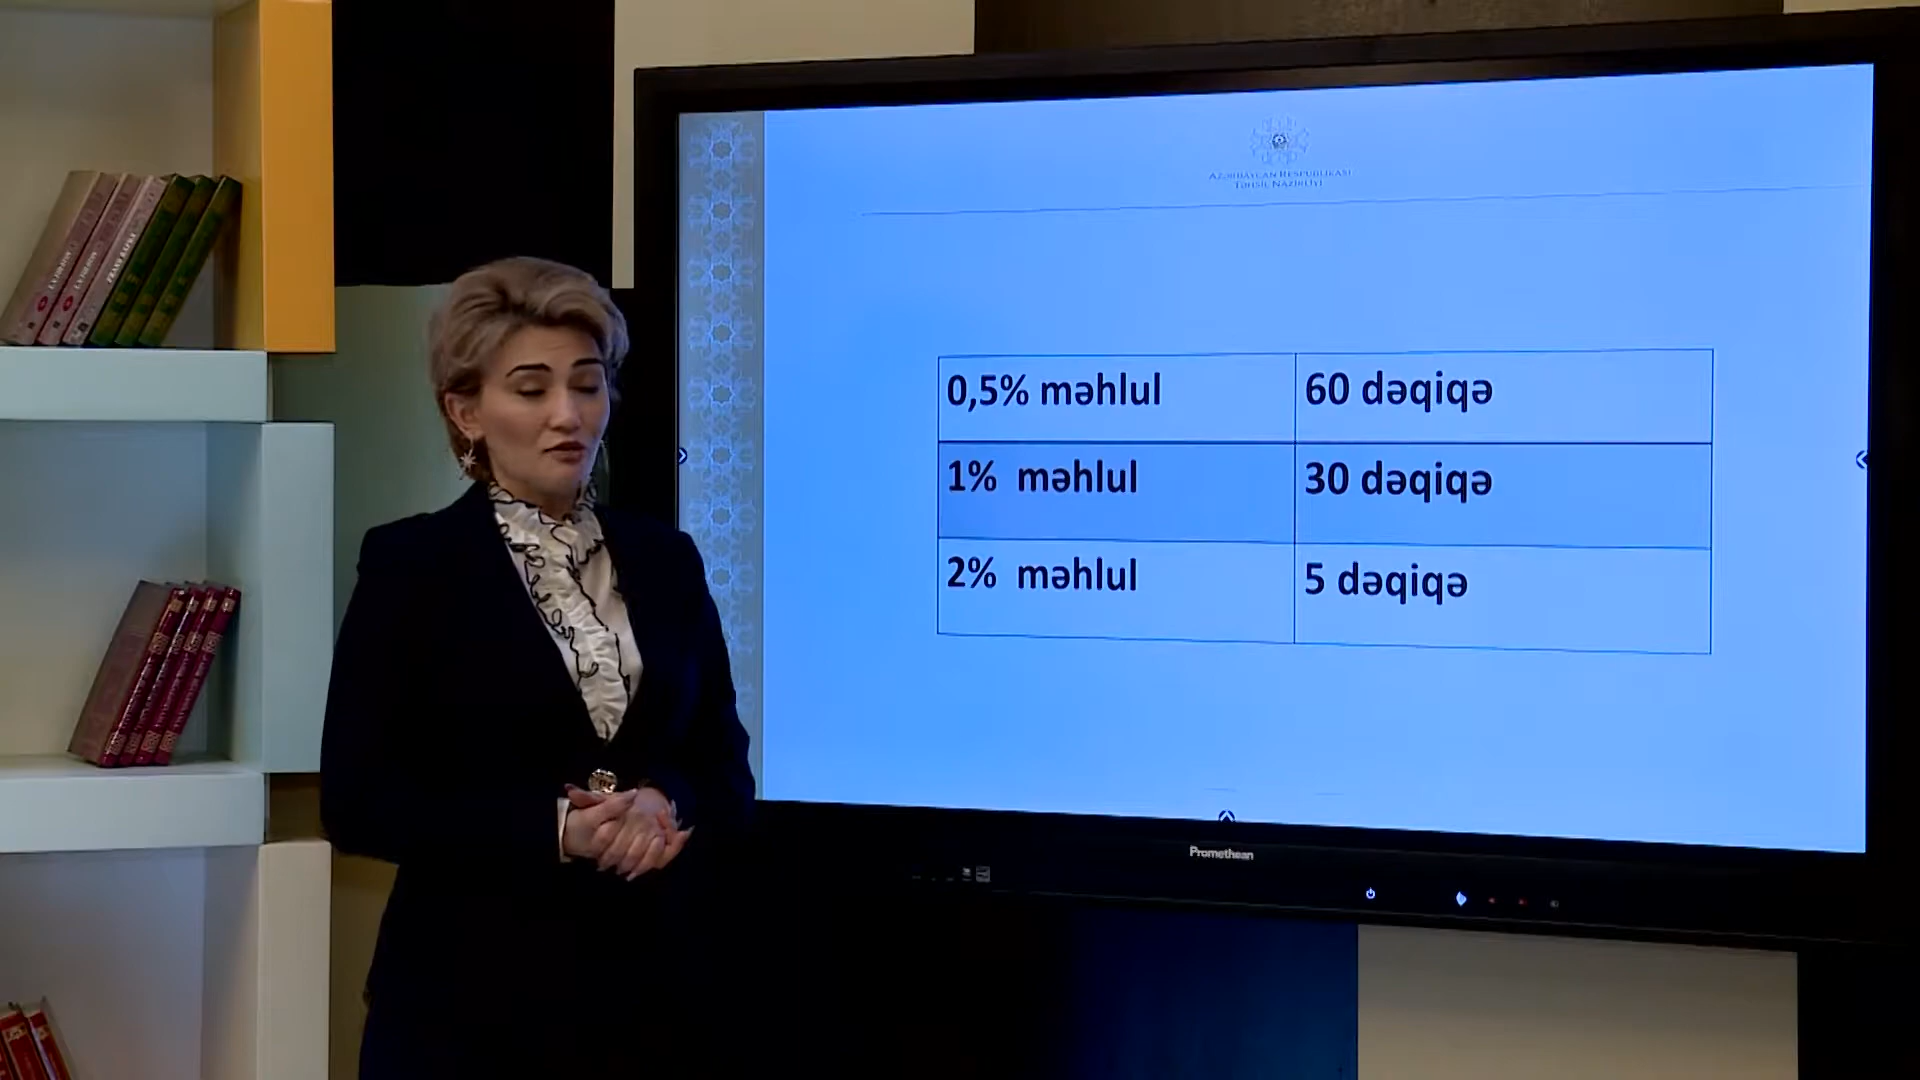 AZƏRBAYCAN RESPUBLİKASI
TƏHSİL NAZİRLİYİ
0,5% məhlul 60 dəqiqə
1% məhlul 30 dəqiqə
2% məhlul 5 dəqiqə
Promethean